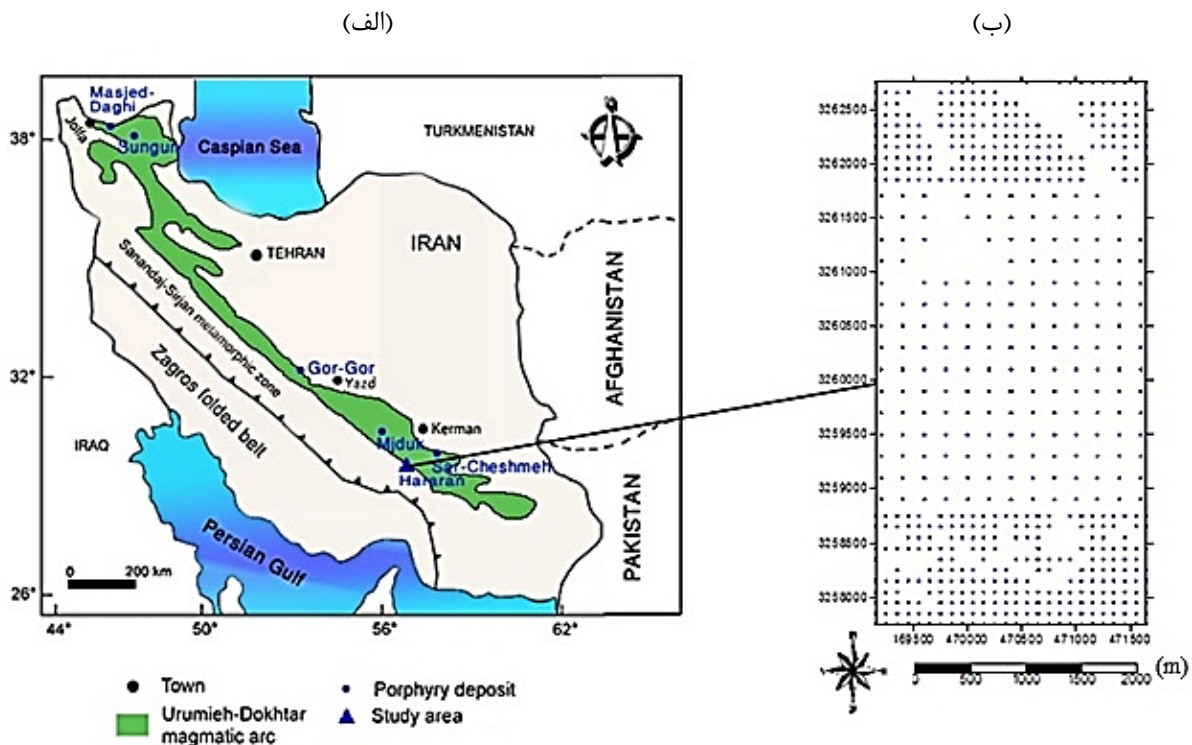 (الف)
(ب)
Masjed-
Daghi
Jolfa
Sungun
38°
Caspian Sea
TURKMENISTAN
TEHRAN
IRAN
AFGHANISTAN
Sanandaj-Sirjan metamorphic zone
Zagros folded belt
32°
Gor-Gor
Yazd
Kerman
IRAQ
Miduk
Sar-Cheshmeh
Hararan
PAKISTAN
Persian Gulf
0 200 km
26°
44° 50° 56° 62°
Town
Porphyry deposit
Urumieh-Dokhtar
magmatic arc
Study area
3262500
3262000
3261500
3261000
3260500
3260000
3259500
3259000
3258500
3258000
469500 470000 470500 471000 471500
0 500 1000 1500 2000 (m)